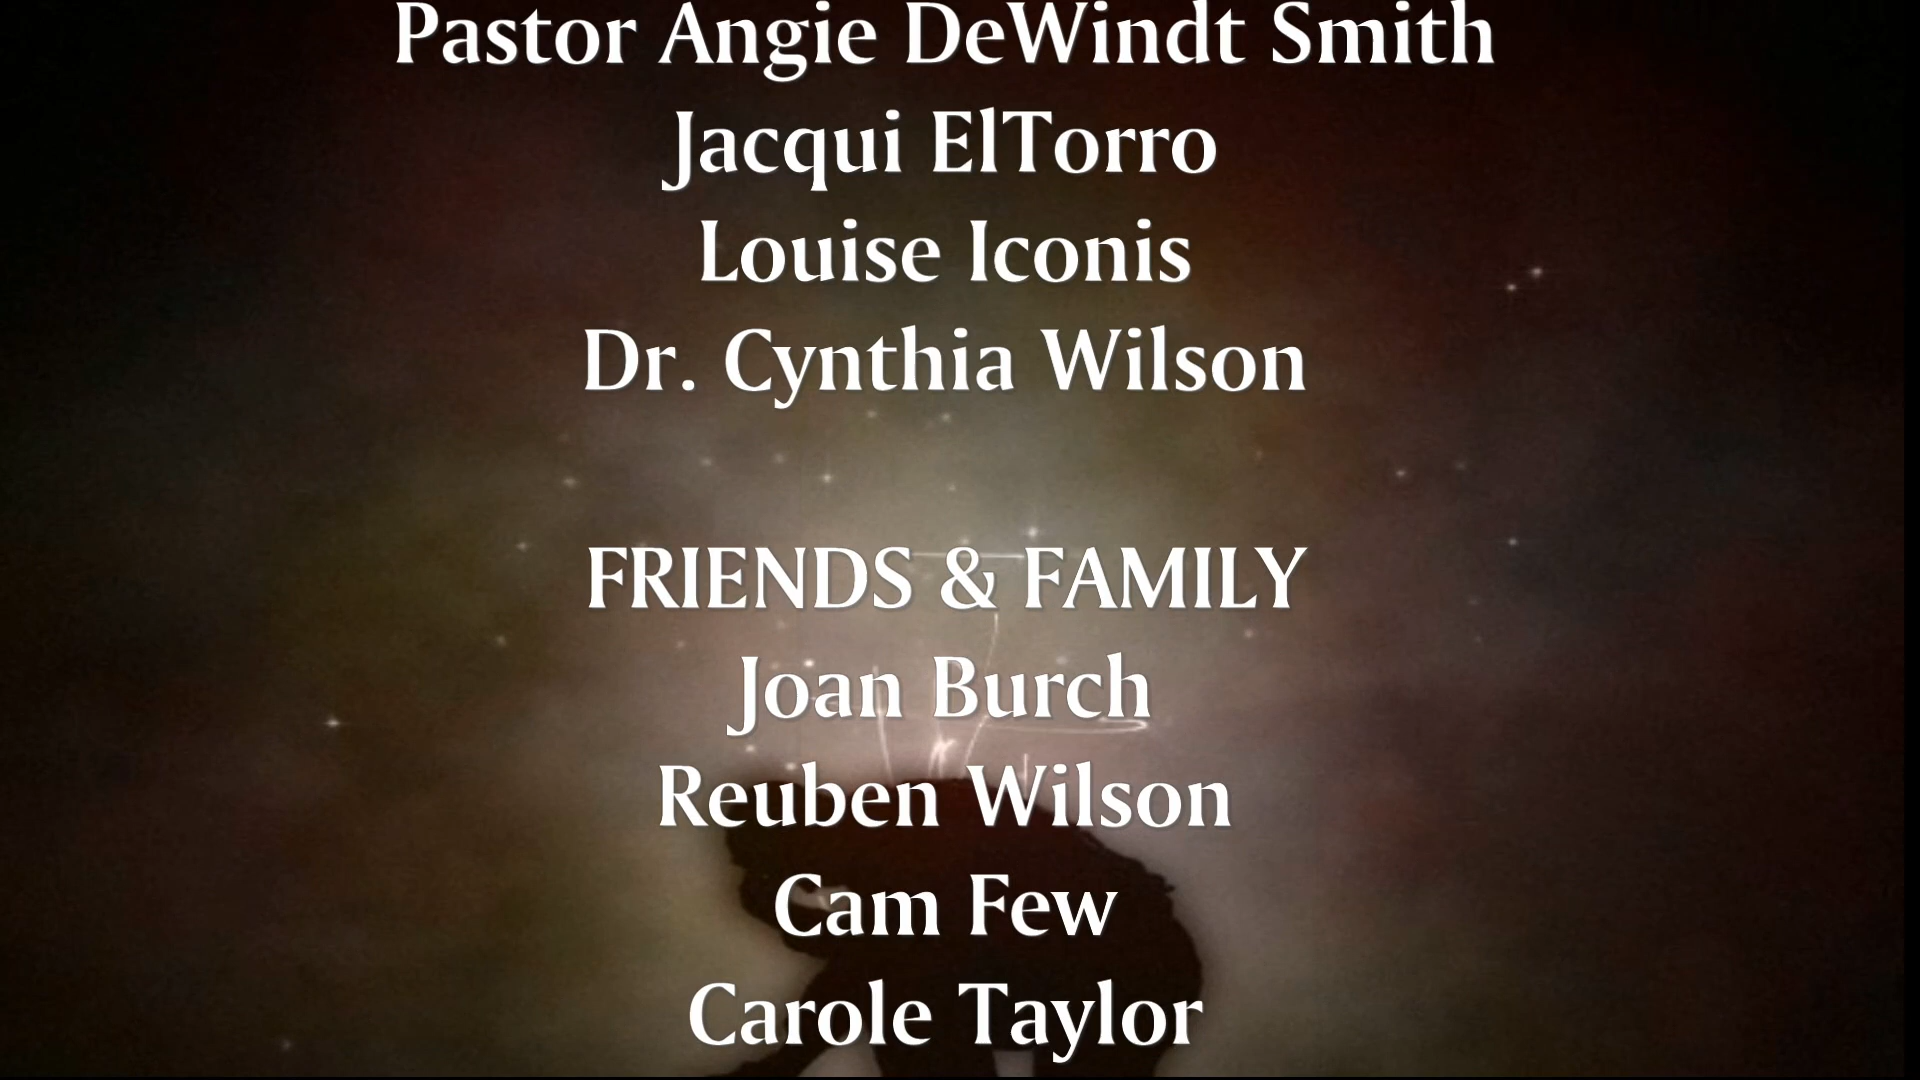 Pastor Angie DeWindt Smith
Jacqui ElTorro
Louise Iconis
Dr. Cynthia Wilson
FRIENDS & FAMILY
Joan Burch
Reuben Wilson
Cam Few
Carole Taylor